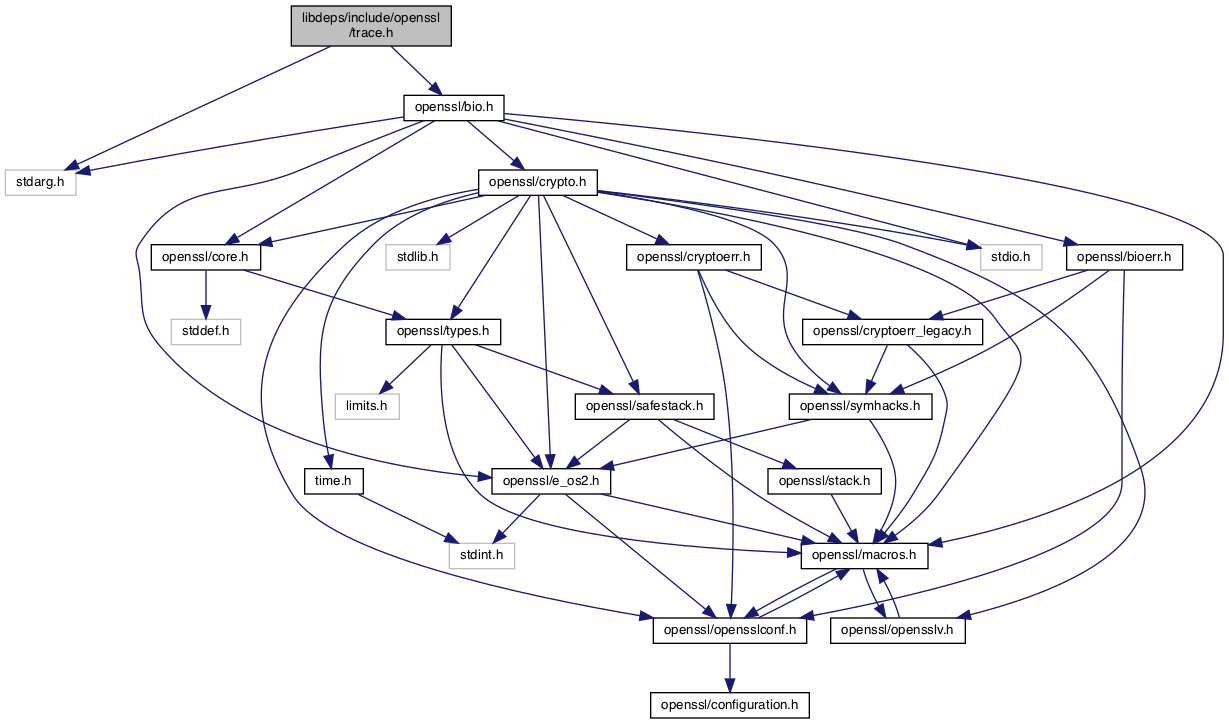 libdeps/include/openssl
/trace.h
openssl/bio.h
stdarg.h
openssl/crypto.h
openssl/core.h
stdlib.h
openssl/cryptoerr.h
stdio.h
openssl/bioerr.h
stddef.h
openssl/types.h
openssl/cryptoerr_legacy.h
limits.h
openssl/safestack.h
openssl/symhacks.h
time.h
openssl/e_os2.h
openssl/stack.h
stdint.h
openssl/macros.h
openssl/opensslconf.h
openssl/opensslv.h
openssl/configuration.h